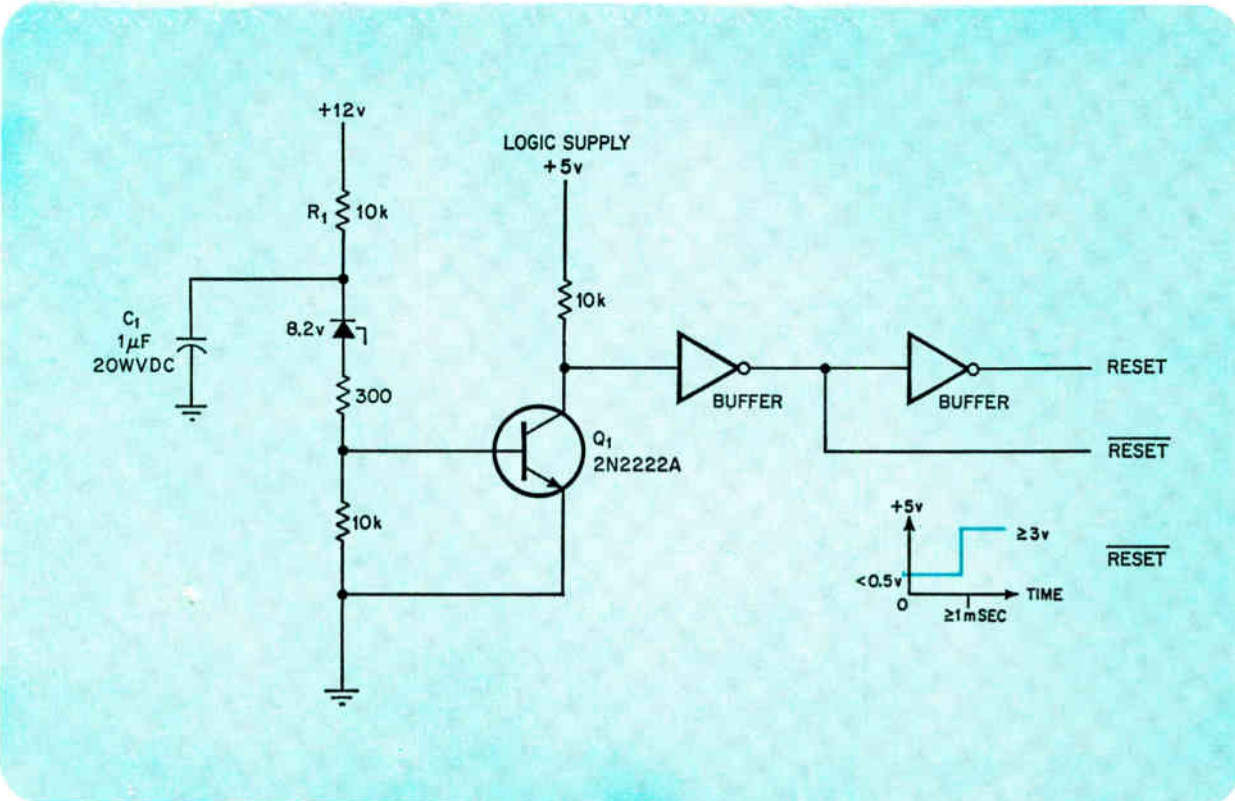 +12v
R₁ 10k
C₁
1μF
20WVDC
8.2v
300
10k
LOGIC SUPPLY
+5v
10k
Q₁
2N2222A
BUFFER
BUFFER
RESET
RESET
+5v
≥3v
<0.5v
0
TIME
≥1mSEC
RESET